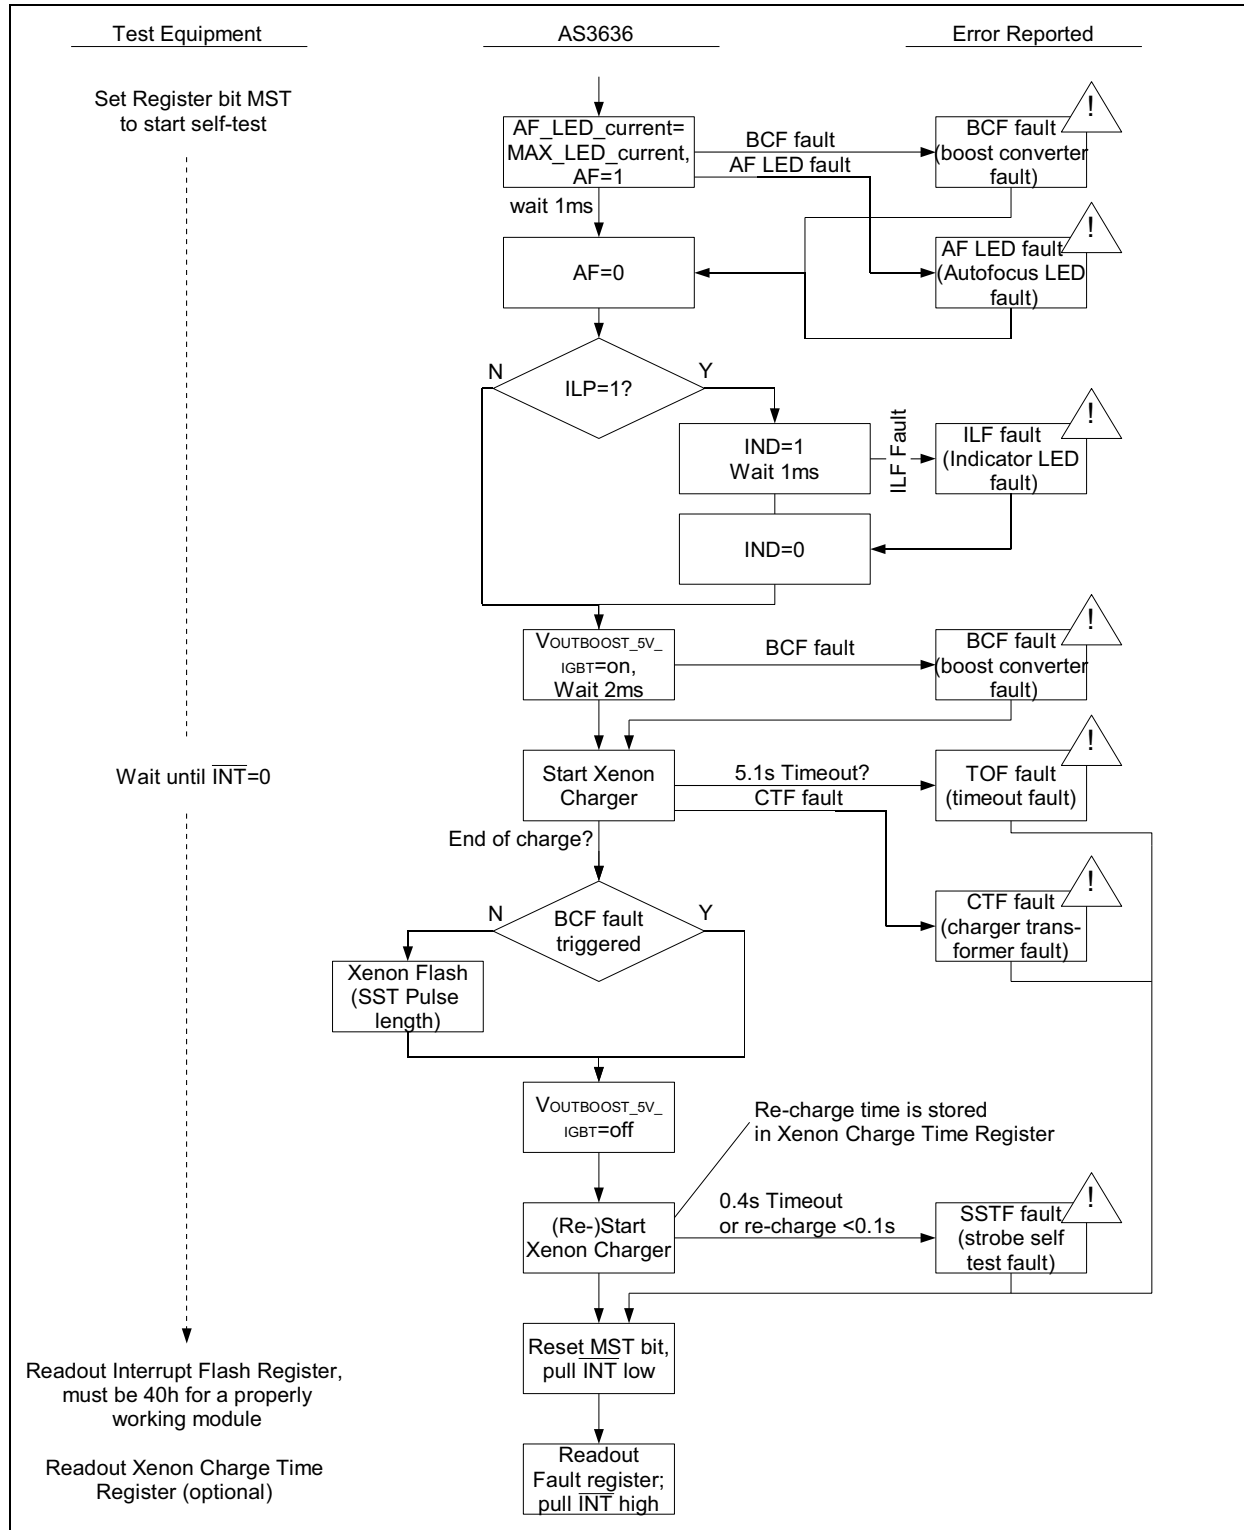 Test Equipment
AS3636
Error Reported
Set Register bit MST
to start self-test
AF_LED_current=
MAX_LED_current,
AF=1
BCF fault
AF LED fault
!
BCF fault
(boost converter
fault)
wait 1ms
AF=0
!
AF LED fault
(Autofocus LED
fault)
N
Y
ILP=1?
IND=1
Wait 1ms
ILF Fault
!
ILF fault
(Indicator LED
fault)
IND=0
VOUTBOOST_5V_
IGBT=on,
Wait 2ms
BCF fault
!
BCF fault
(boost converter
fault)
Wait until I̅N̅T̅=0
Start Xenon
Charger
5.1s Timeout?
CTF fault
!
TOF fault
(timeout fault)
End of charge?
N
Y
BCF fault
triggered
!
CTF fault
(charger trans-
former fault)
Xenon Flash
(SST Pulse
length)
VOUTBOOST_5V_
IGBT=off
Re-charge time is stored
in Xenon Charge Time Register
(Re-)Start
Xenon Charger
0.4s Timeout
or re-charge <0.1s
!
SSTF fault
(strobe self
test fault)
Reset MST bit,
pull I̅N̅T̅ low
Readout Interrupt Flash Register,
must be 40h for a properly
working module
Readout Xenon Charge Time
Register (optional)
Readout
Fault register;
pull I̅N̅T̅ high